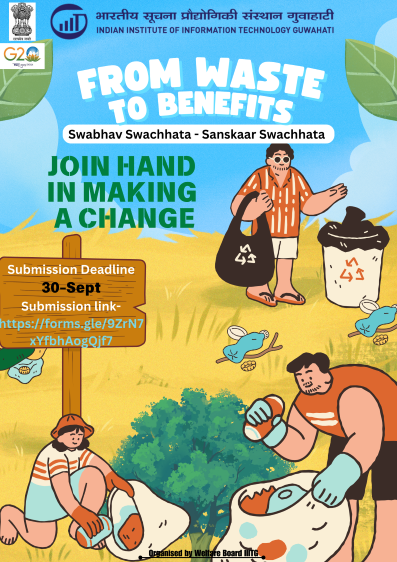 भारतीय सूचना प्रौद्योगिकी संस्थान गुवाहाटी
INDIAN INSTITUTE OF INFORMATION TECHNOLOGY GUWAHATI
G20
FROM WASTE
TO BENEFITS
Swabhav Swachhata - Sanskaar Swachhata
JOIN HAND
IN MAKING
A CHANGE
Submission Deadline
30-Sept
Submission link-
https://forms.gle/9ZrN7
xYfbhAogQjf7
Organised by Welfare Board IIITG